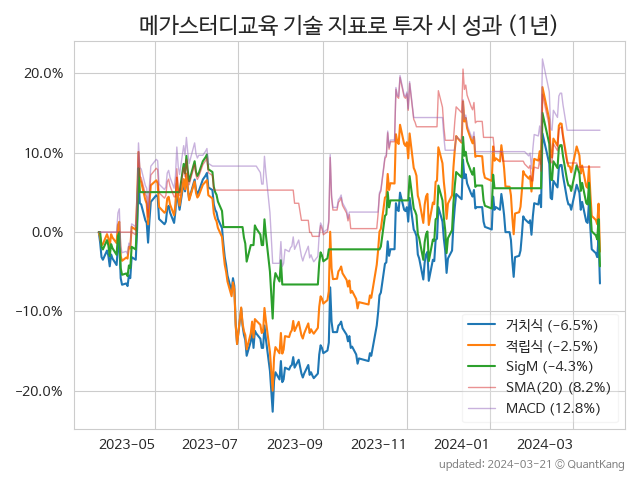 메가스터디교육 기술 지표로 투자 시 성과 (1년)
20.0%
10.0%
0.0%
−10.0%
−20.0%
거치식 (−6.5%)
적립식 (−2.5%)
SigM (−4.3%)
SMA(20) (8.2%)
MACD (12.8%)
2023-05 2023-07 2023-09 2023-11 2024-01 2024-03
updated: 2024-03-21 © QuantKang